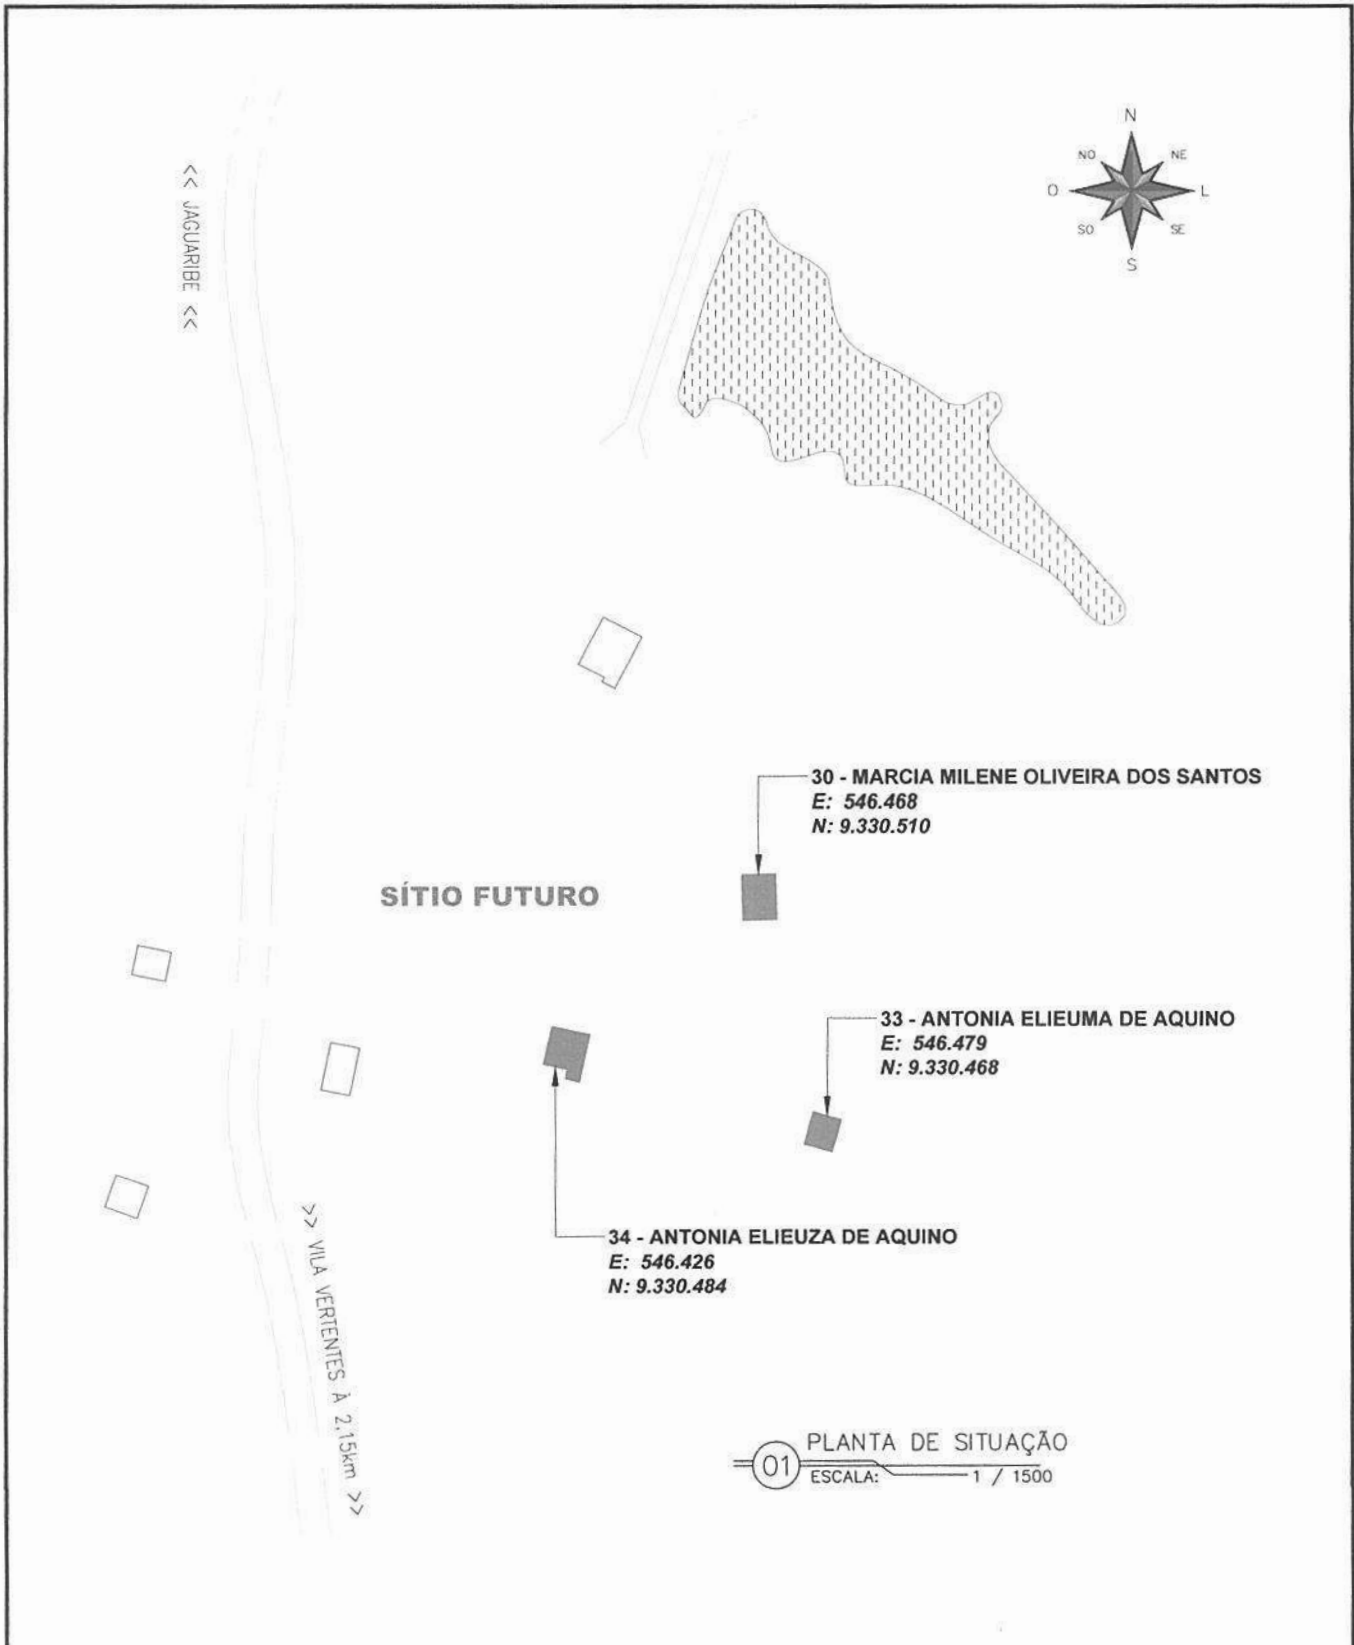 N
NO
NE
O
L
SO
SE
S
<< JAGUARIBE <<
30 - MARCIA MILENE OLIVEIRA DOS SANTOS
E: 546.468
N: 9.330.510
SÍTIO FUTURO
33 - ANTONIA ELIEUMA DE AQUINO
E: 546.479
N: 9.330.468
34 - ANTONIA ELIEUZA DE AQUINO
E: 546.426
N: 9.330.484
>> VILA VERTENTES À 2,15km >>
01
PLANTA DE SITUAÇÃO
ESCALA: 1 / 1500